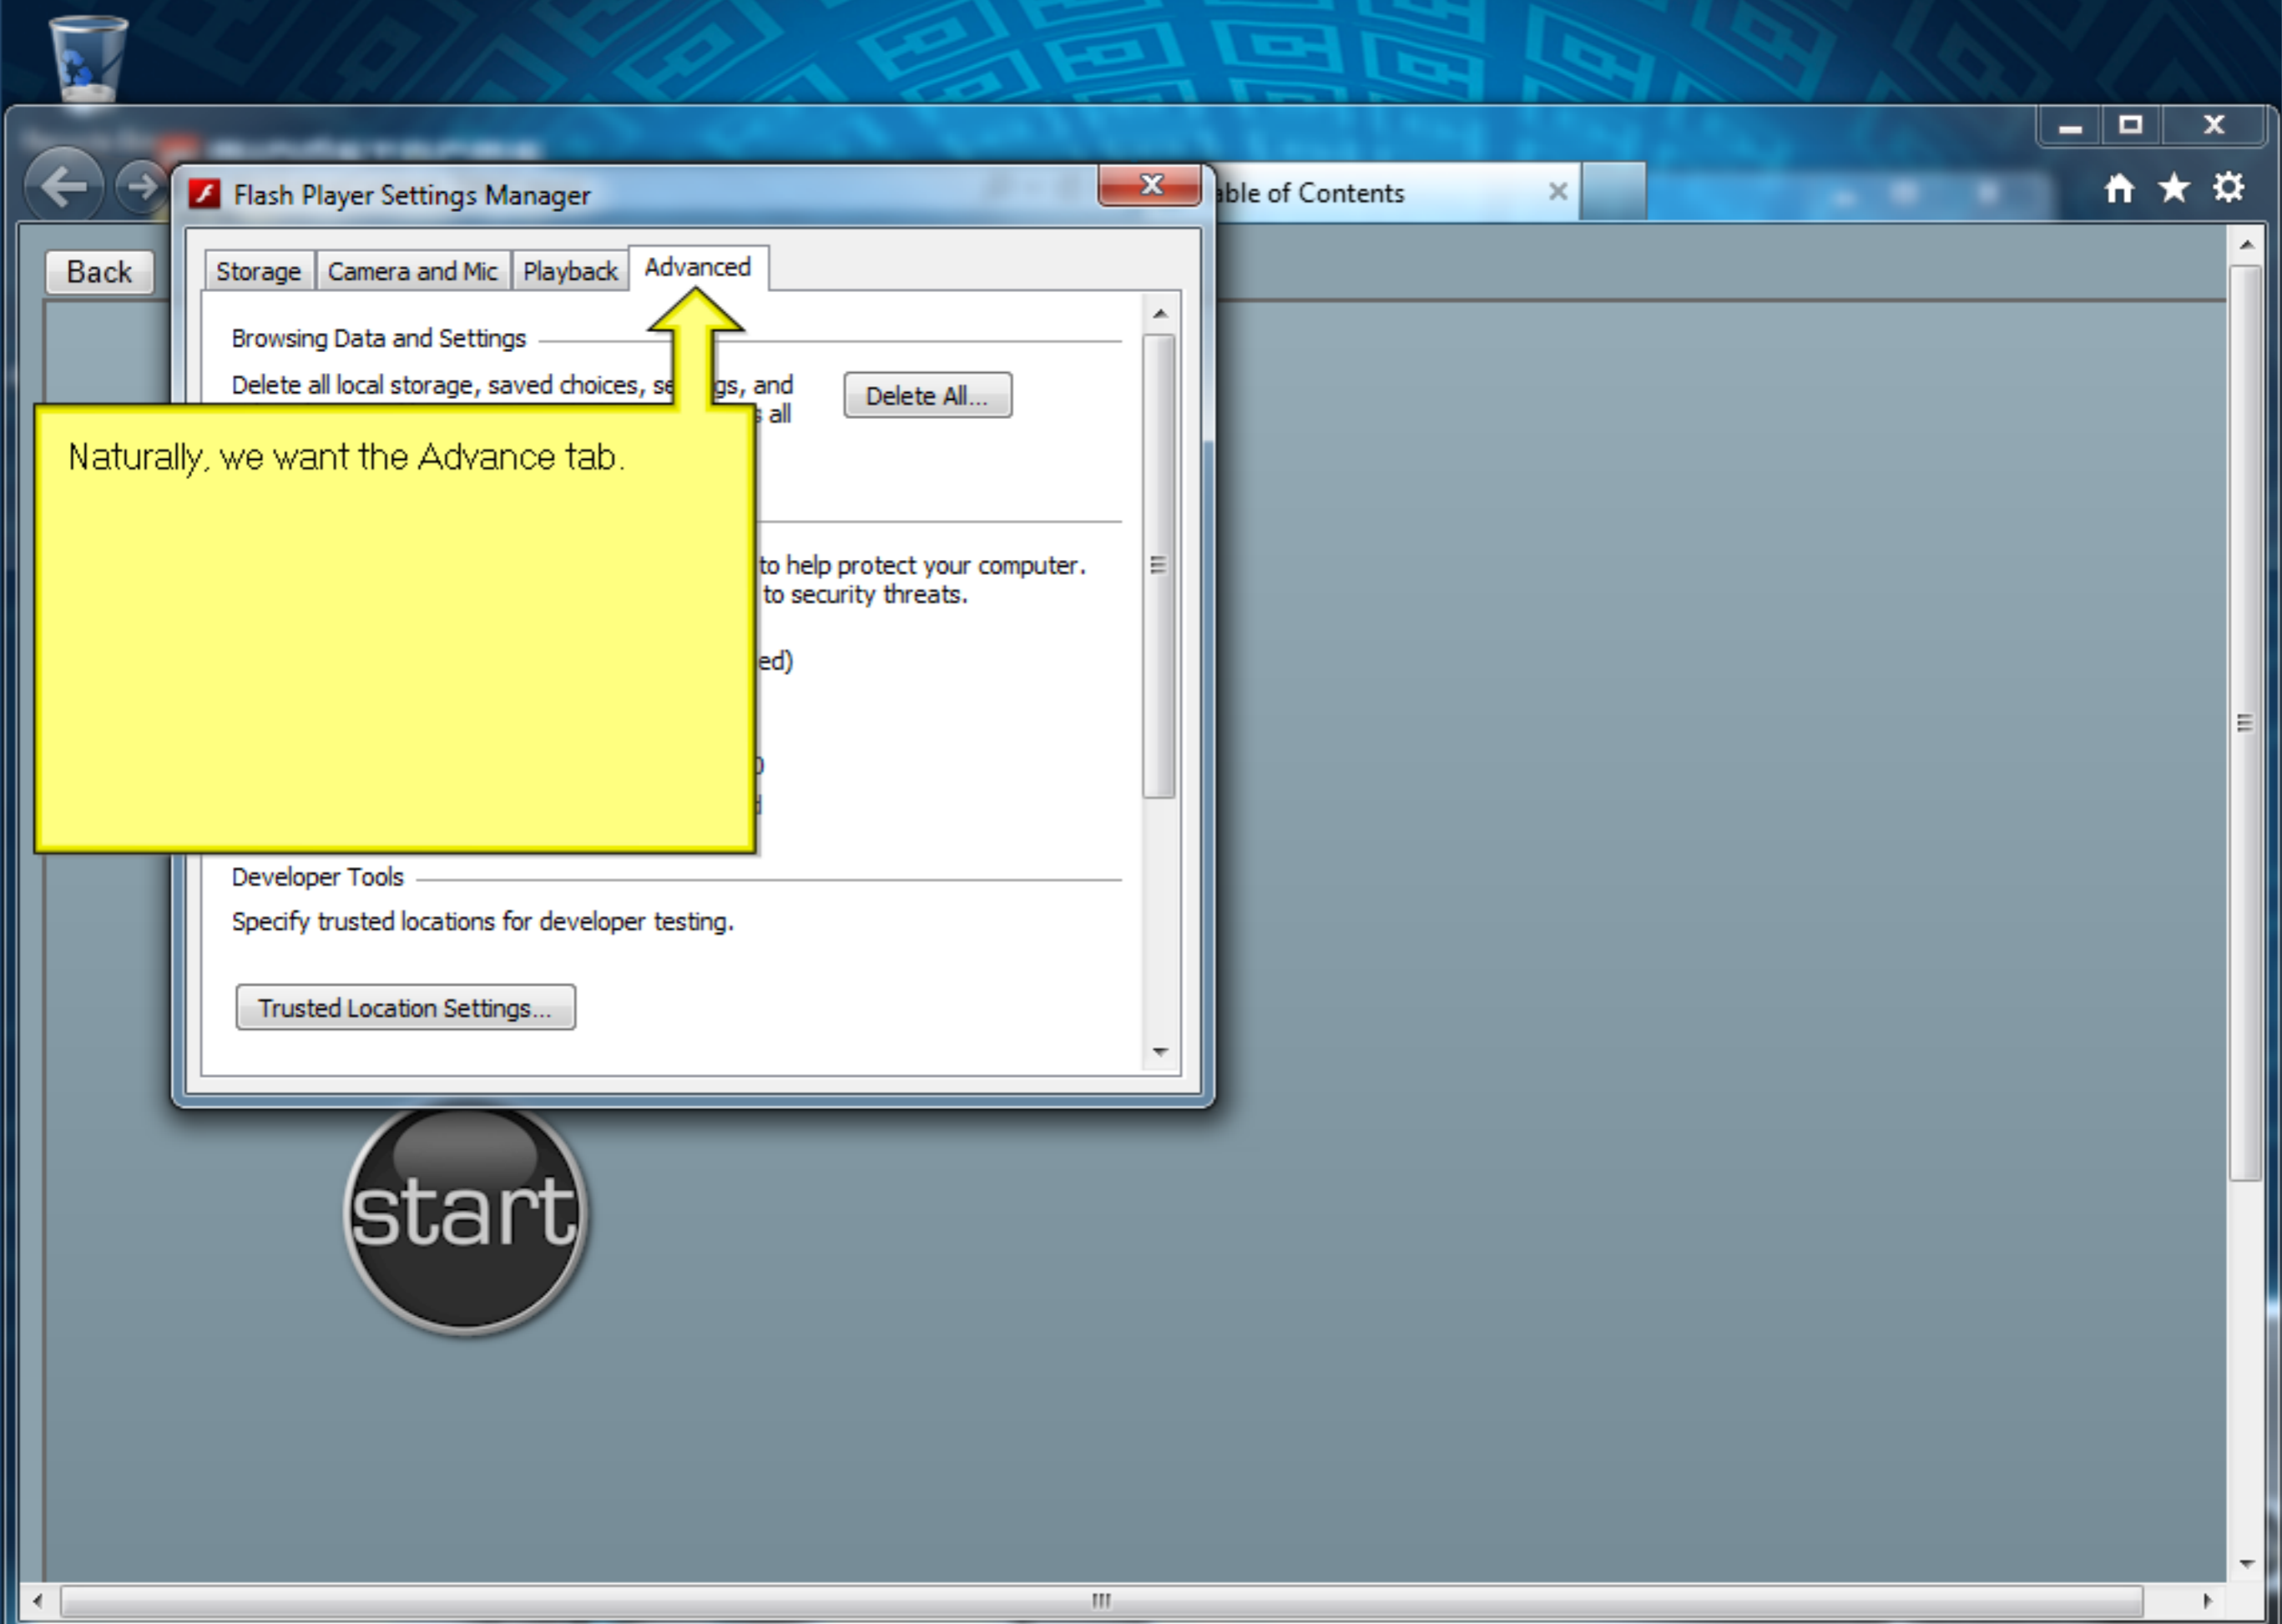 Flash Player Settings Manager
able of Contents
Back
Storage
Camera and Mic
Playback
Advanced
Browsing Data and Settings
Delete all local storage, saved choices, se gs, and
all
Delete All...
Naturally, we want the Advance tab.
to help protect your computer.
to security threats.
ed)
Developer Tools
Specify trusted locations for developer testing.
Trusted Location Settings...
start